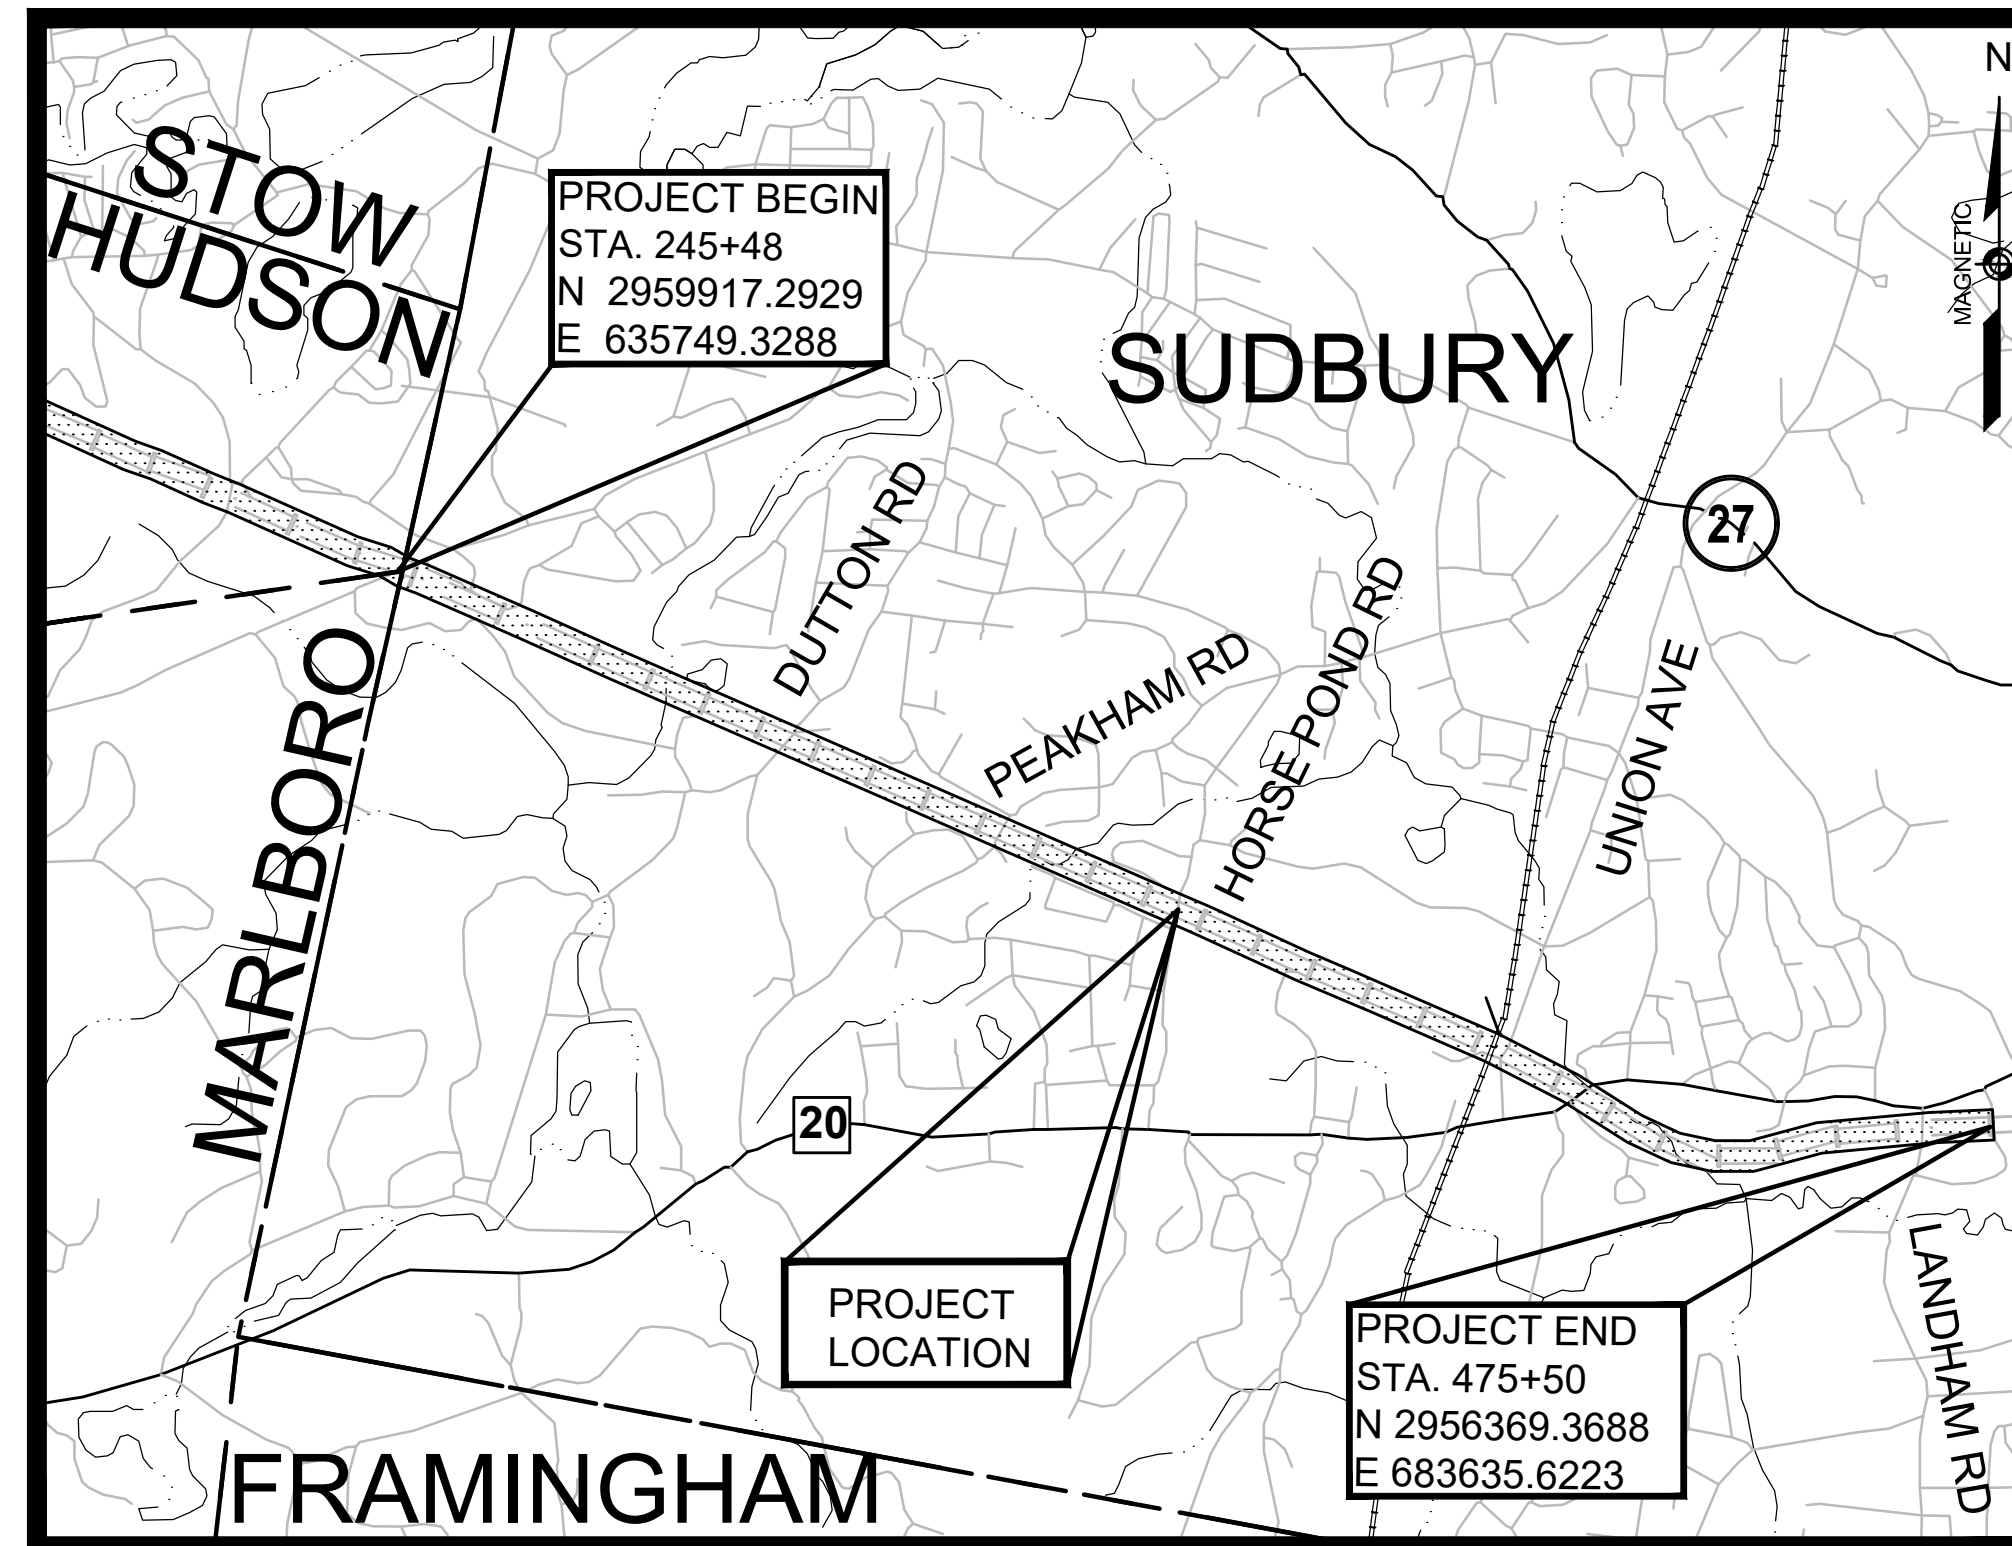 N
STOW
HUDSON
PROJECT BEGIN
STA. 245+48
N 2959917.2929
E 635749.3288
MAGNETIC
SUDBURY
27
DUTTON RD
PEAKHAM RD
HORSE POND RD
UNION AVE
MARLBORO
20
PROJECT
LOCATION
PROJECT END
STA. 475+50
N 2956369.3688
E 683635.6223
LANDHAM RD
FRAMINGHAM